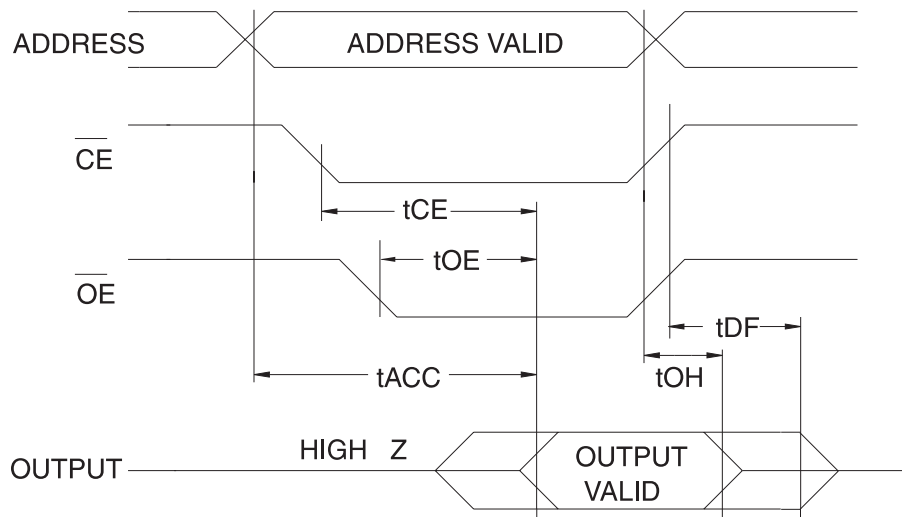 ADDRESS ADDRESS VALID
CE
tCE
tOE
OE
tDF
tACC tOH
HIGH Z
OUTPUT OUTPUT
VALID